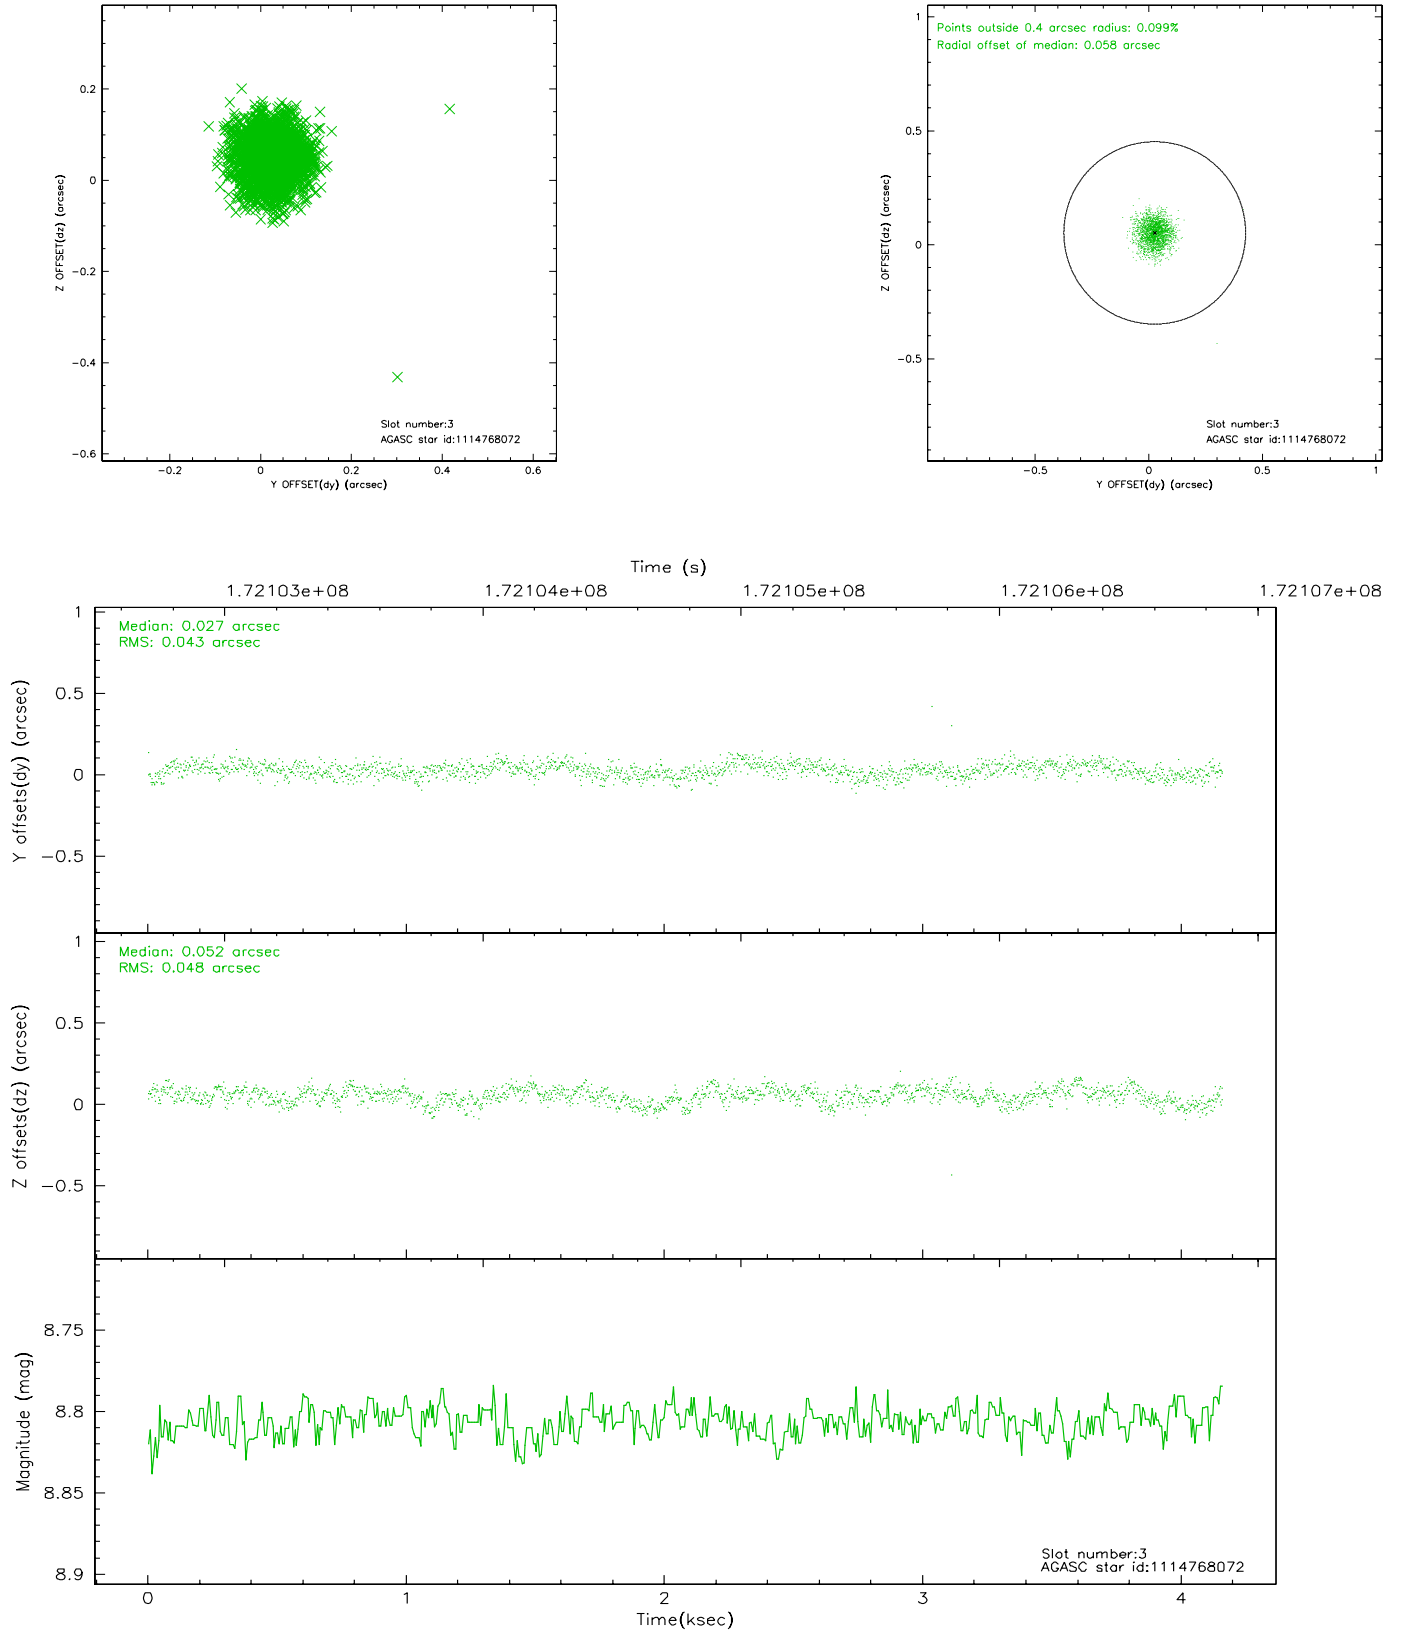 0.2
0
−0.2
−0.4
−0.6
Z OFFSET(dz) (arcsec)
Slot number:3
AGASC star id:1114768072
−0.2
0
0.2
0.4
0.6
Y OFFSET(dy) (arcsec)
1
0.5
0
−0.5
Z OFFSET(dz) (arcsec)
Points outside 0.4 arcsec radius: 0.099%
Radial offset of median: 0.058 arcsec
Slot number:3
AGASC star id:1114768072
−0.5
0
0.5
1
Y OFFSET(dy) (arcsec)
Time (s)
1.72103e+08
1.72104e+08
1.72105e+08
1.72106e+08
1.72107e+08
Median: 0.027 arcsec
RMS: 0.043 arcsec
1
0.5
0
−0.5
Y offsets(dy) (arcsec)
Median: 0.052 arcsec
RMS: 0.048 arcsec
1
0.5
0
−0.5
Z offsets(dz) (arcsec)
8.75
8.8
8.85
8.9
Magnitude (mag)
Slot number:3
AGASC star id:1114768072
0
1
2
3
4
Time(ksec)